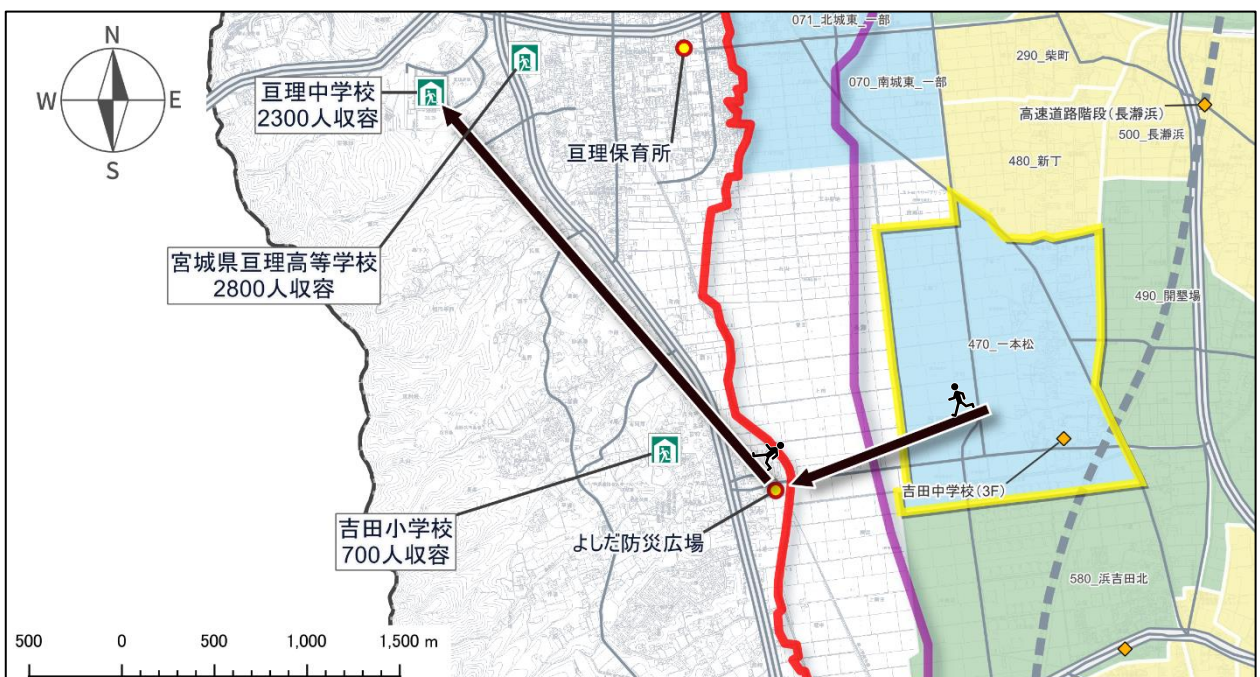 N
W
E
S
亘理中学校
2300人収容
宮城県亘理高等学校
2800人収容
亘理保育所
071_北城東_一部
070_南城東_一部
290_柴町
高速道路階段(長瀞浜)
500_長瀞浜
480_新丁
490_開墾場
470_一本松
吉田中学校(3F)
吉田小学校
700人収容
よしだ防災広場
580_浜吉田北
500
0
500
1,000
1,500 m